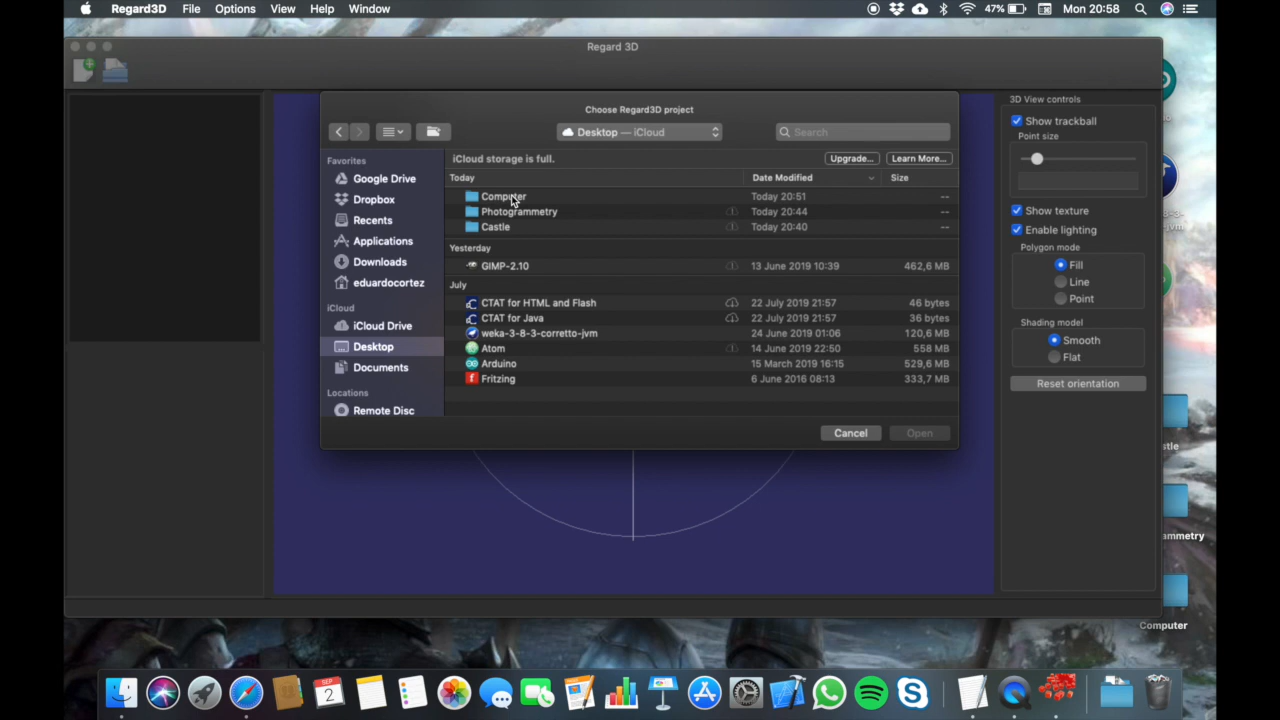 Regard3D File Options View Help Window 47% Mon 20:58
Regard 3D
Choose Regard3D project
Desktop — iCloud
Search
Favorites
Google Drive
Dropbox
Recents
Applications
Downloads
eduardocortez
iCloud
iCloud Drive
Desktop
Documents
Locations
Remote Disc
iCloud storage is full. Upgrade... Learn More...
Today Date Modified Size
Computer Today 20:51 --
Photogrammetry Today 20:44 --
Castle Today 20:40 --
Yesterday
GIMP-2.10 13 June 2019 10:39 462,6 MB
July
CTAT for HTML and Flash 22 July 2019 21:57 46 bytes
CTAT for Java 22 July 2019 21:57 36 bytes
weka-3-8-3-corretto-jvm 24 June 2019 01:06 120,6 MB
Atom 14 June 2019 22:50 558 MB
Arduino 15 March 2019 16:15 529,6 MB
Fritzing 6 June 2016 08:13 333,7 MB
Cancel Open
3D View controls
Show trackball
Point size
Show texture
Enable lighting
Polygon mode
Fill
Line
Point
Shading model
Smooth
Flat
Reset orientation
stle
ammetry
Computer
SEP
2